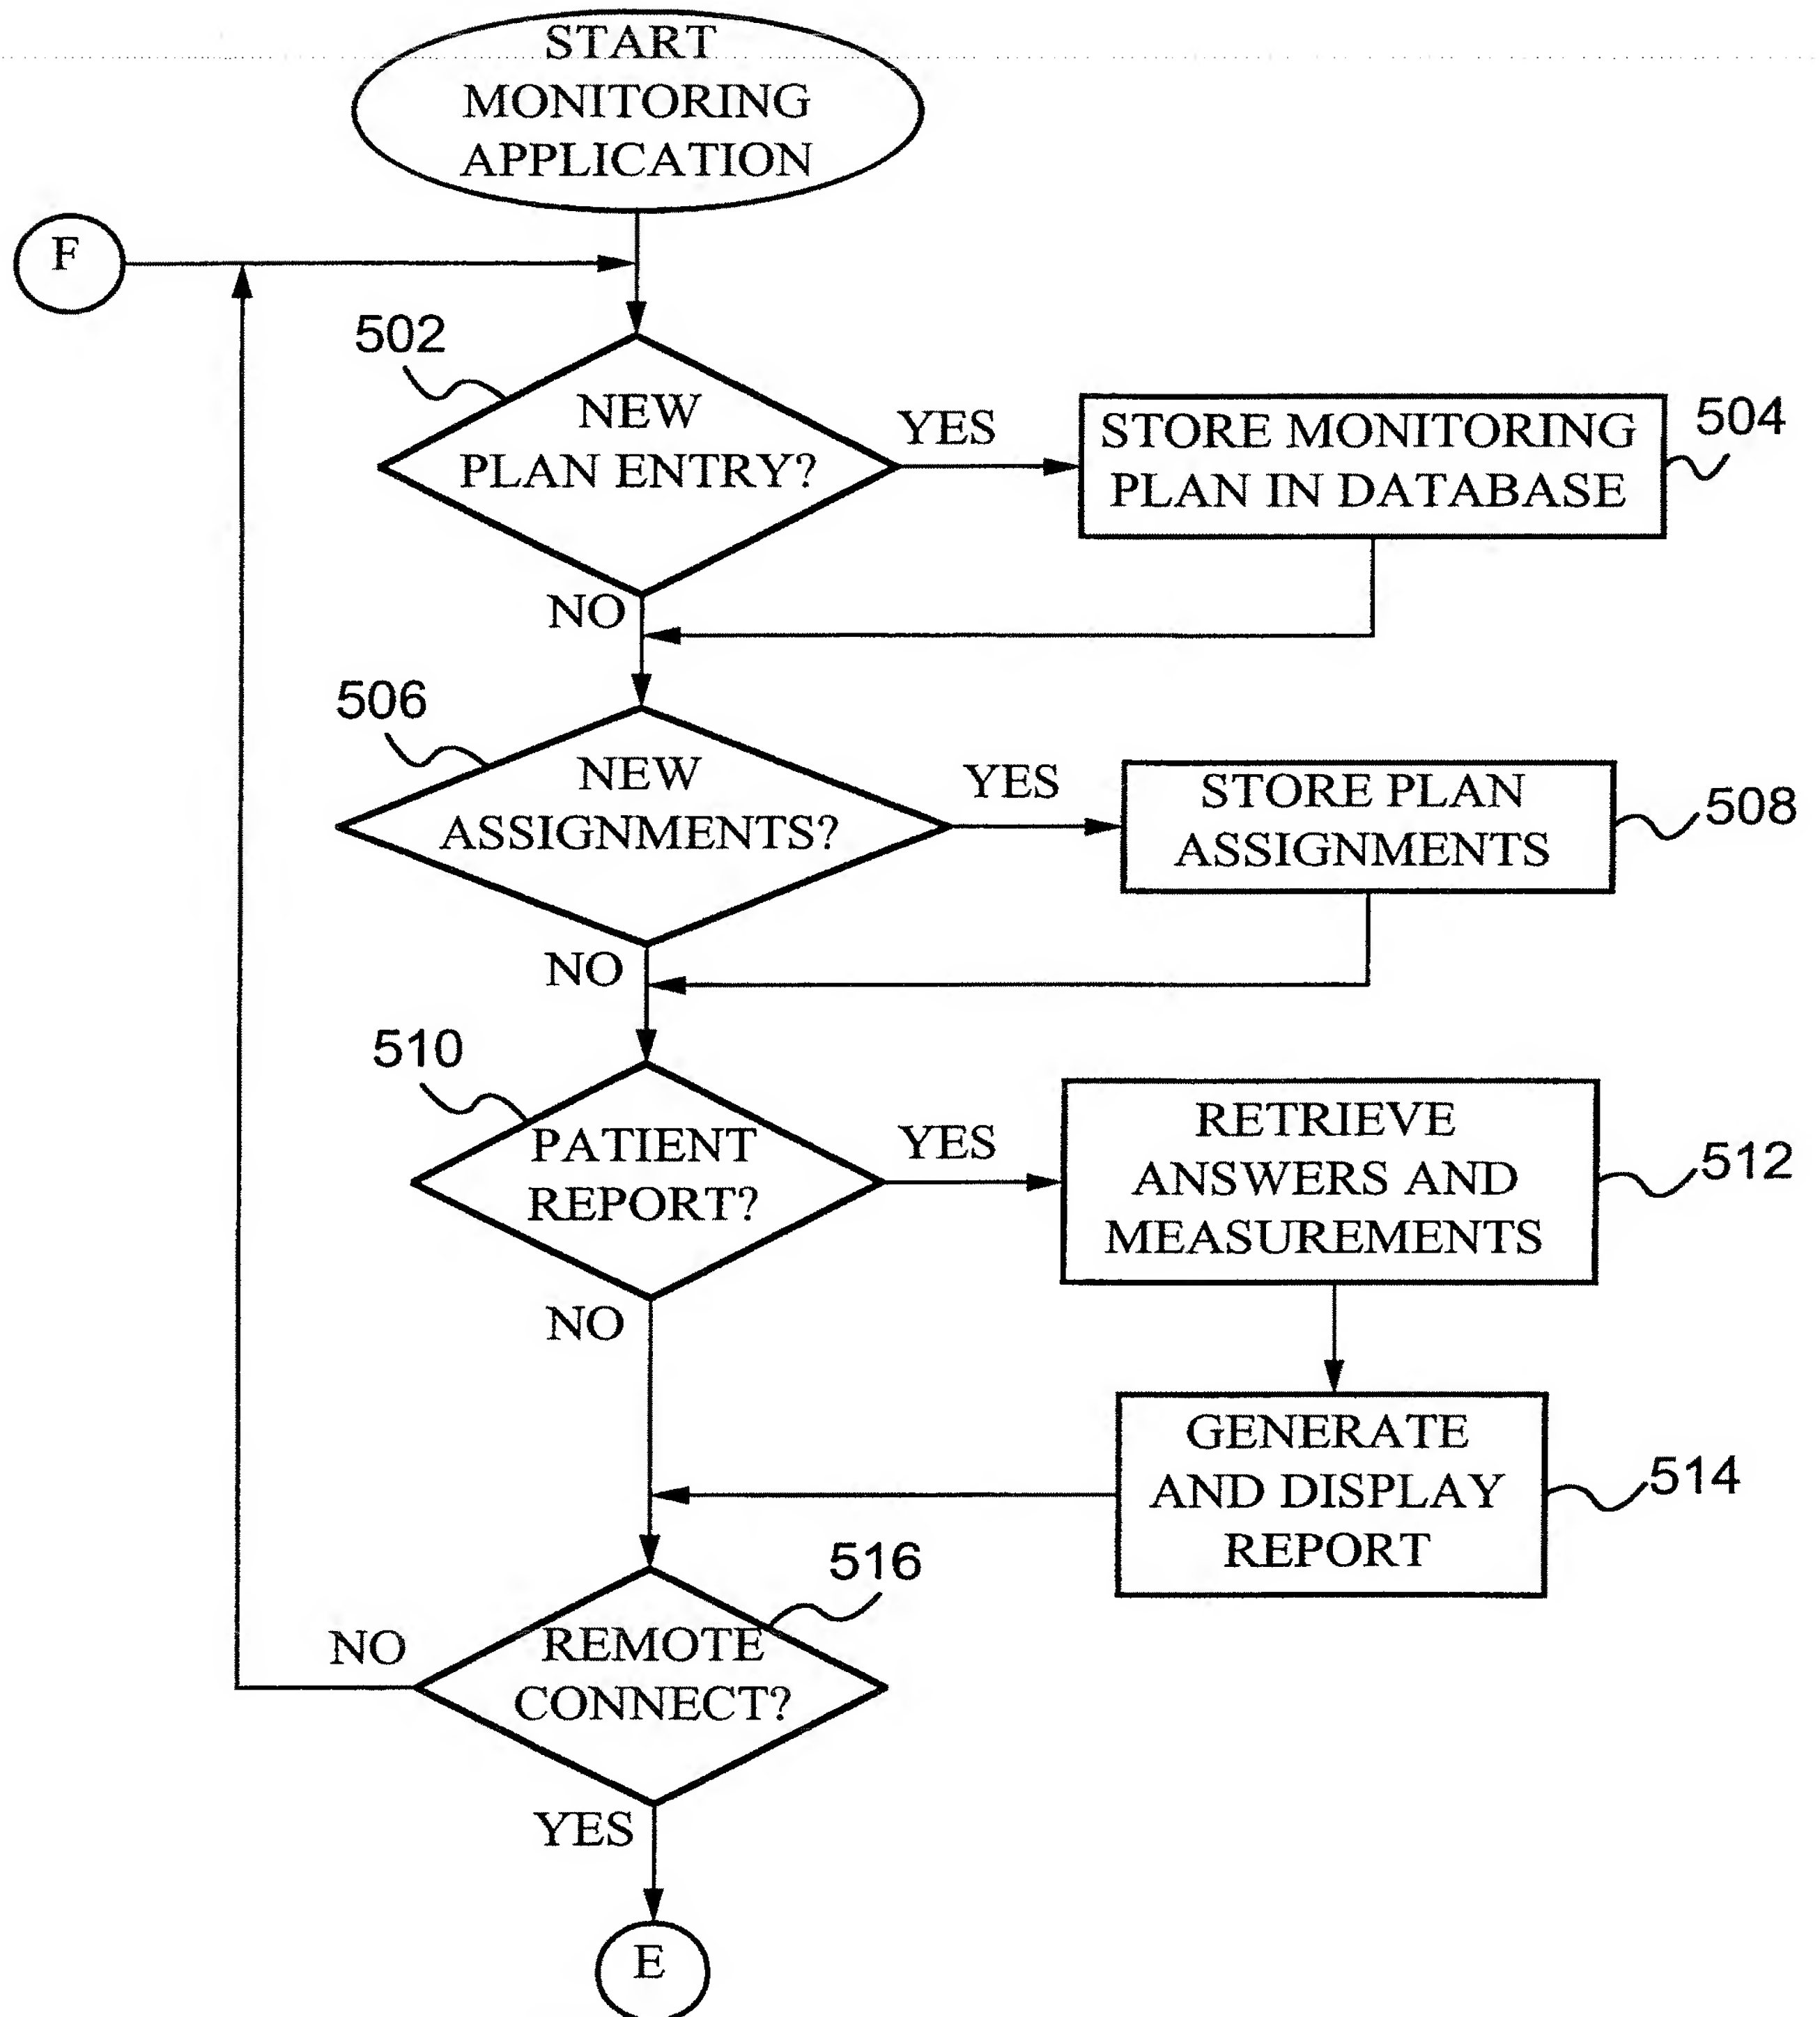 START
MONITORING
APPLICATION
F
502
NEW
PLAN ENTRY?
YES
STORE MONITORING
PLAN IN DATABASE
504
NO
506
NEW
ASSIGNMENTS?
YES
STORE PLAN
ASSIGNMENTS
508
NO
510
PATIENT
REPORT?
YES
RETRIEVE
ANSWERS AND
MEASUREMENTS
512
NO
GENERATE
AND DISPLAY
REPORT
514
516
REMOTE
CONNECT?
NO
YES
E